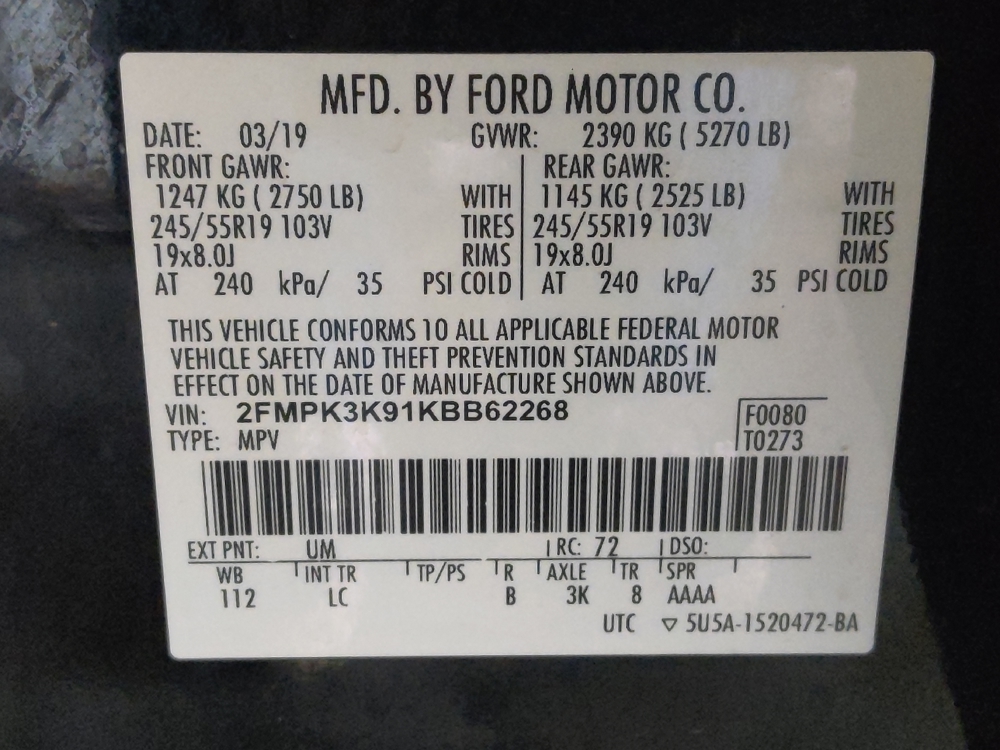 MFD. BY FORD MOTOR CO.
DATE: 03/19 GVWR: 2390 KG ( 5270 LB)
FRONT GAWR: REAR GAWR:
1247 KG ( 2750 LB) WITH 1145 KG ( 2525 LB) WITH
245/55R19 103V TIRES 245/55R19 103V TIRES
19x8.0J RIMS 19x8.0J RIMS
AT 240 kPa/ 35 PSI COLD AT 240 kPa/ 35 PSI COLD
THIS VEHICLE CONFORMS TO ALL APPLICABLE FEDERAL MOTOR
VEHICLE SAFETY AND THEFT PREVENTION STANDARDS IN
EFFECT ON THE DATE OF MANUFACTURE SHOWN ABOVE.
VIN: 2FMPK3K91KBB62268 F0080
TYPE: MPV T0273
EXT PNT: UM RC: 72 DSO:
WB INT TR TP/PS R AXLE TR SPR
112 LC B 3K 8 AAAA
UTC ▽ 5U5A-1520472-BA